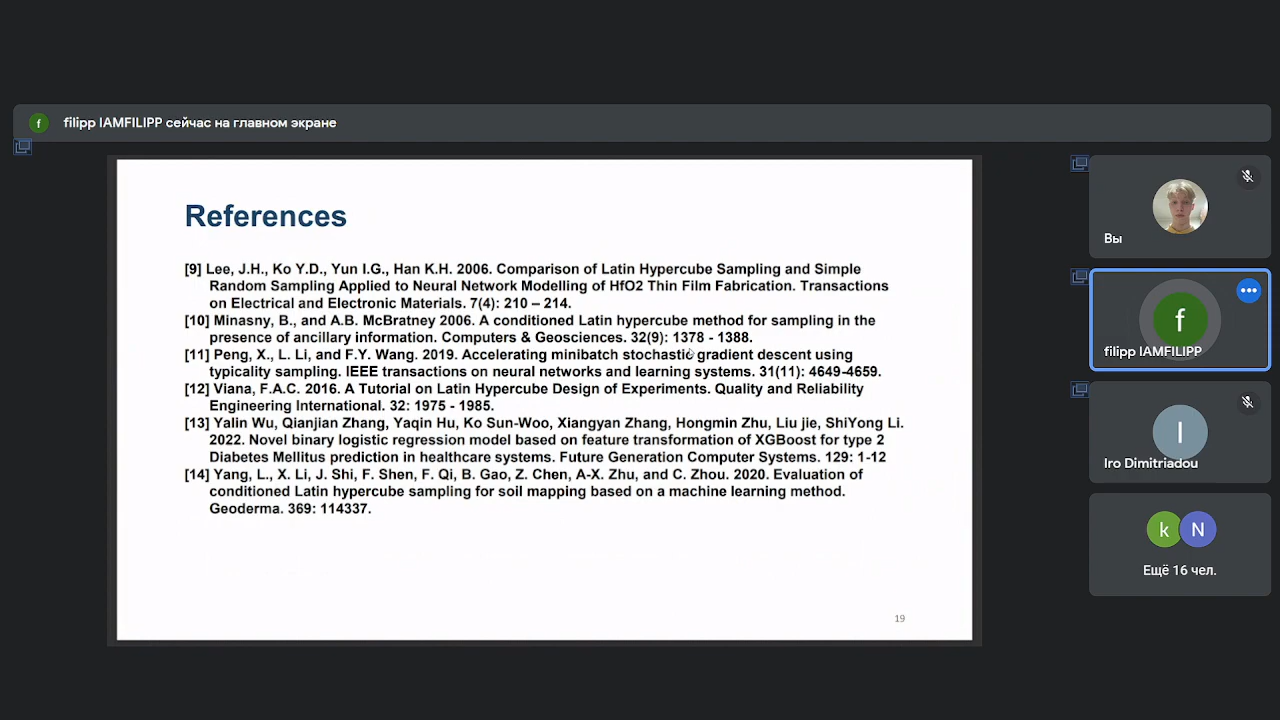 f filipp IAMFILIPP сейчас на главном экране
References
[9] Lee, J.H., Ko Y.D., Yun I.G., Han K.H. 2006. Comparison of Latin Hypercube Sampling and Simple
Random Sampling Applied to Neural Network Modelling of HfO2 Thin Film Fabrication. Transactions
on Electrical and Electronic Materials. 7(4): 210 – 214.
[10] Minasny, B., and A.B. McBratney 2006. A conditioned Latin hypercube method for sampling in the
presence of ancillary information. Computers & Geosciences. 32(9): 1378 - 1388.
[11] Peng, X., L. Li, and F.Y. Wang. 2019. Accelerating minibatch stochastic gradient descent using
typicality sampling. IEEE transactions on neural networks and learning systems. 31(11): 4649-4659.
[12] Viana, F.A.C. 2016. A Tutorial on Latin Hypercube Design of Experiments. Quality and Reliability
Engineering International. 32: 1975 - 1985.
[13] Yalin Wu, Qianjian Zhang, Yaqin Hu, Ko Sun-Woo, Xiangyan Zhang, Hongmin Zhu, Liu jie, ShiYong Li.
2022. Novel binary logistic regression model based on feature transformation of XGBoost for type 2
Diabetes Mellitus prediction in healthcare systems. Future Generation Computer Systems. 129: 1-12
[14] Yang, L., X. Li, J. Shi, F. Shen, F. Qi, B. Gao, Z. Chen, A-X. Zhu, and C. Zhou. 2020. Evaluation of
conditioned Latin hypercube sampling for soil mapping based on a machine learning method.
Geoderma. 369: 114337.
19
Вы
f
filipp IAMFILIPP
I
Iro Dimitriadou
k N
Ещё 16 чел.